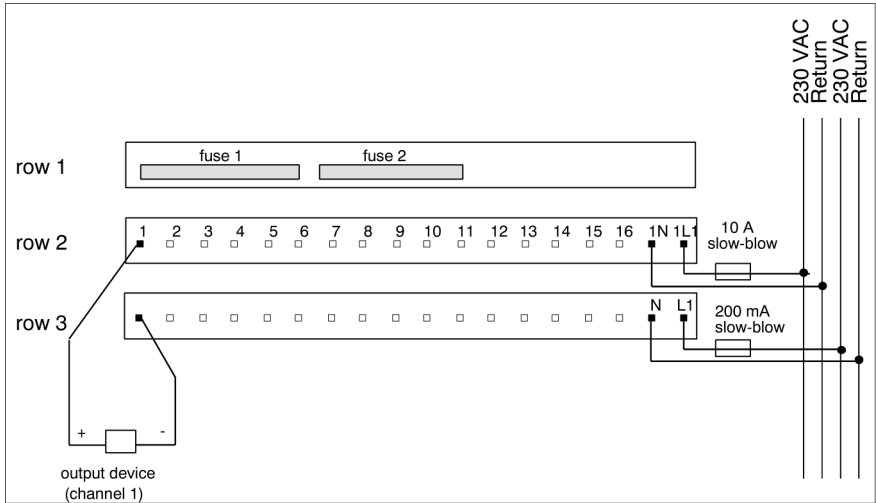 230 VAC
Return
230 VAC
Return
row 1
fuse 1
fuse 2
row 2
1 2 3 4 5 6 7 8 9 10 11 12 13 14 15 16 1N 1L1
10 A
slow-blow
row 3
N L1
200 mA
slow-blow
+ -
output device
(channel 1)